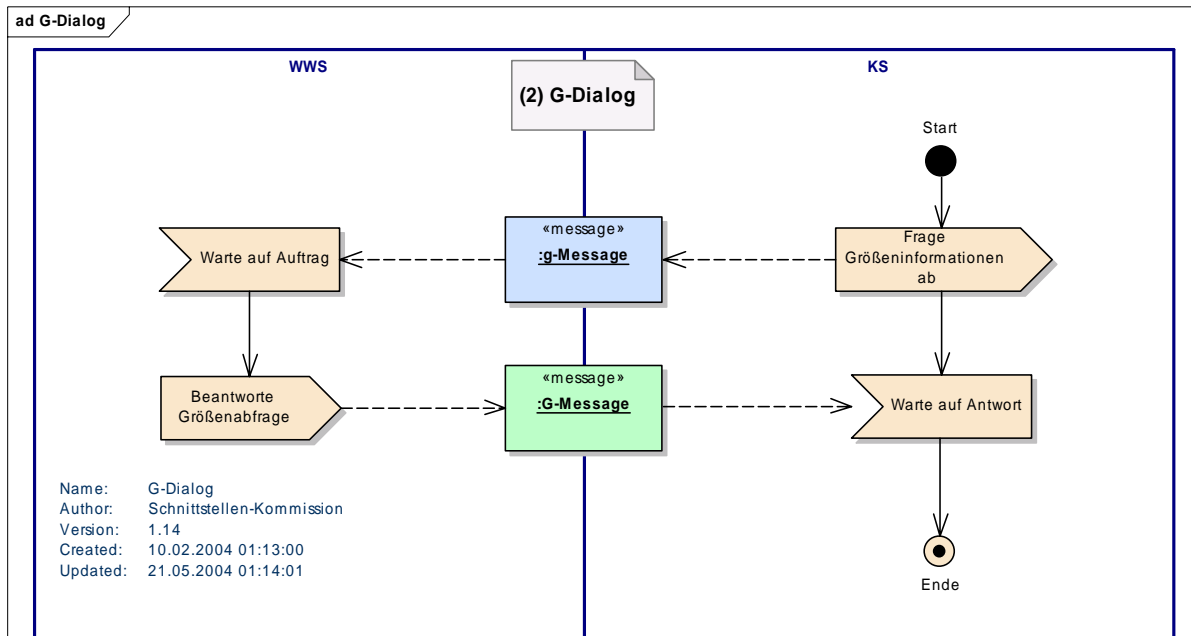 ad G-Dialog
WWS
KS
(2) G-Dialog
Start
«message»
:g-Message
Warte auf Auftrag
Frage
Größeninformationen
ab
«message»
:G-Message
Beantworte
Größenabfrage
Warte auf Antwort
Name: G-Dialog
Author: Schnittstellen-Kommission
Version: 1.14
Created: 10.02.2004 01:13:00
Updated: 21.05.2004 01:14:01
Ende